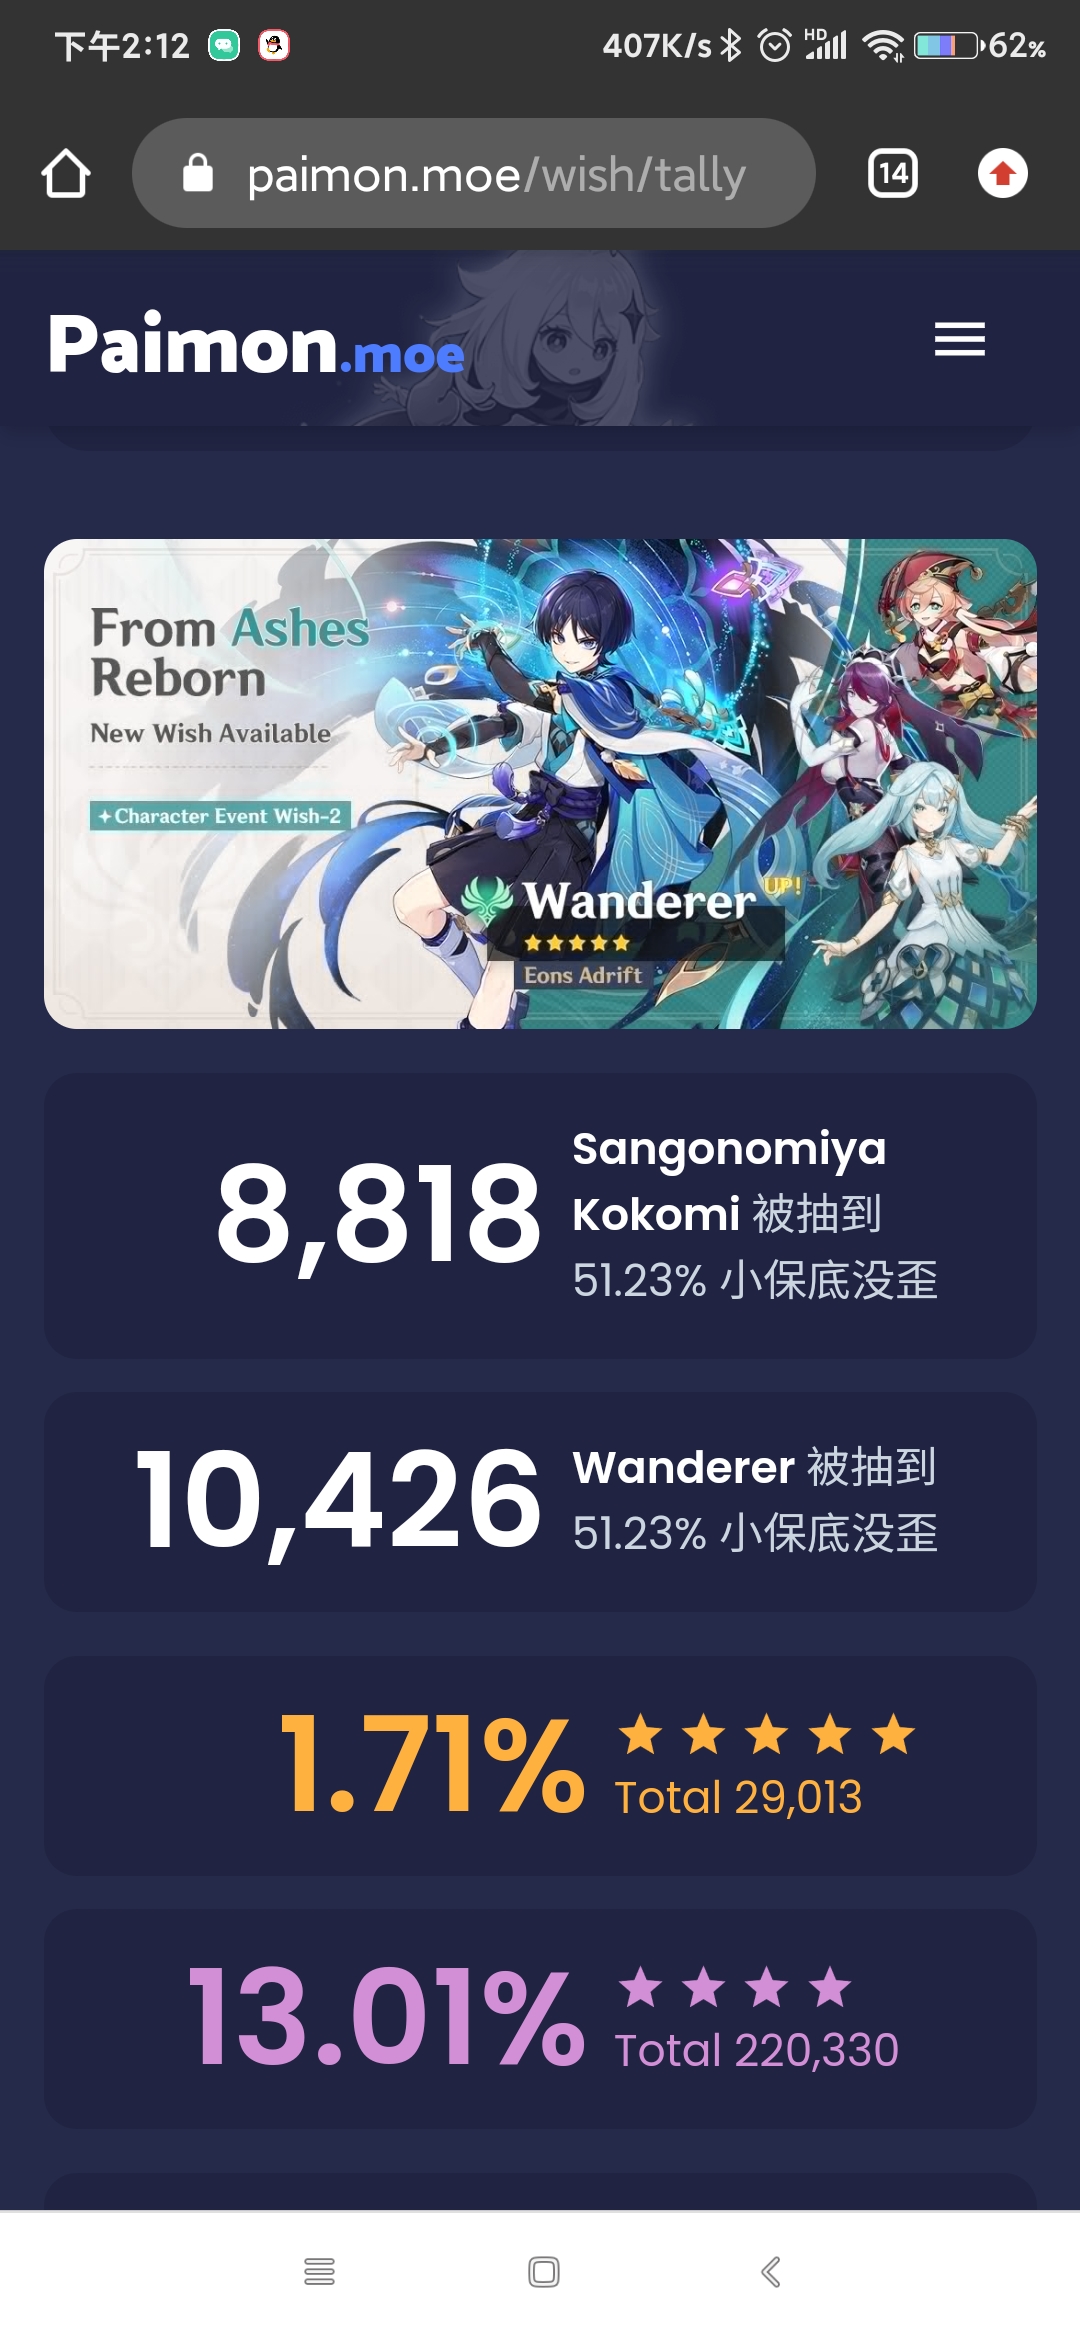 下午2:12
407K/s HD 62%
paimon.moe/wish/tally
14
Paimon.moe
From Ashes
Reborn
New Wish Available
Character Event Wish-2
Wanderer UP!
Eons Adrift
8,818
Sangonomiya
Kokomi 被抽到
51.23% 小保底没歪
10,426
Wanderer 被抽到
51.23% 小保底没歪
1.71%
Total 29,013
13.01%
Total 220,330